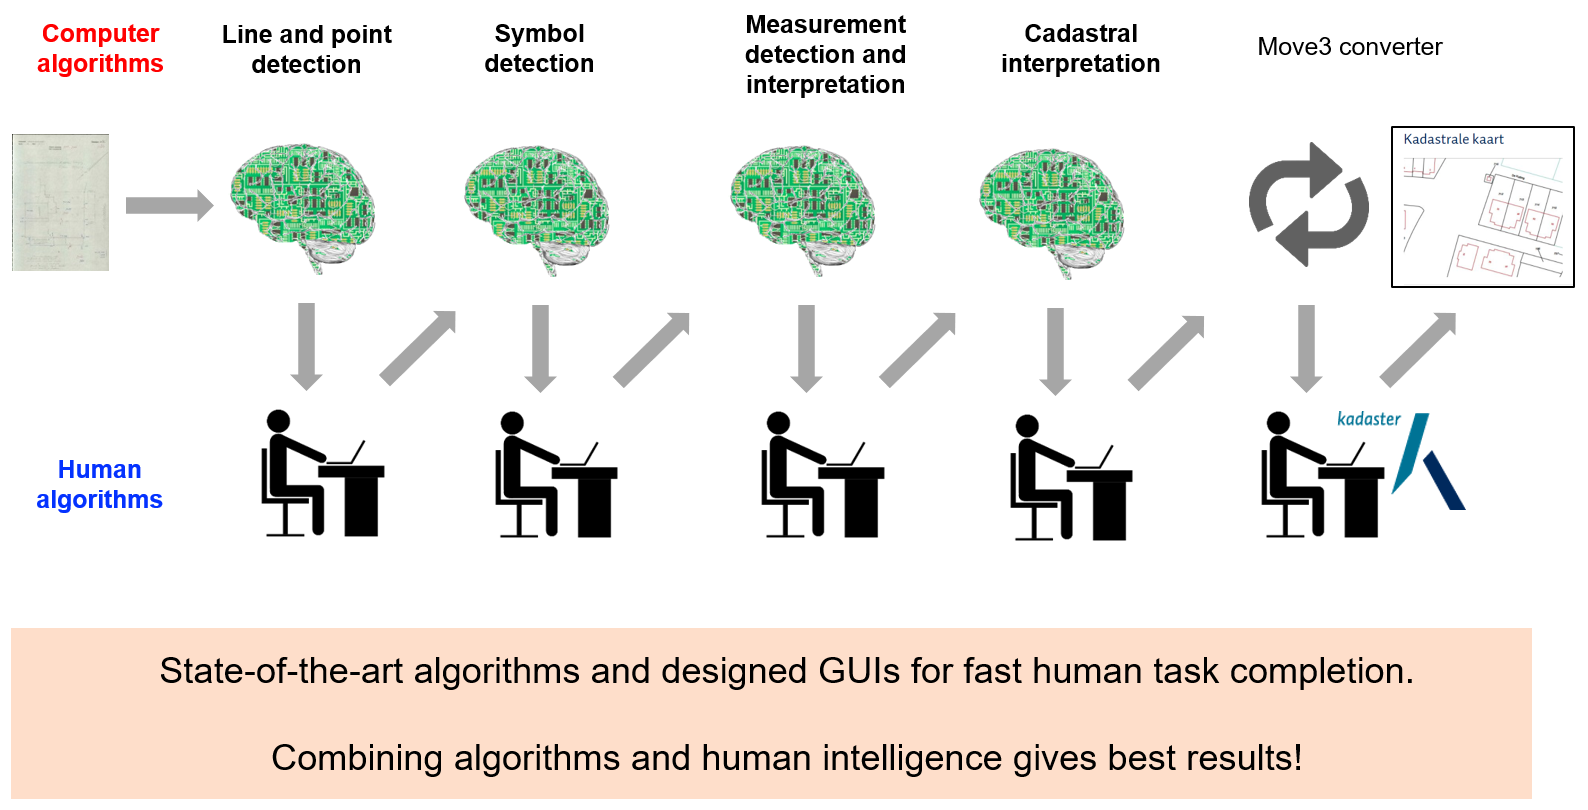 Computer
algorithms
Line and point
detection
Symbol
detection
Measurement
detection and
interpretation
Cadastral
interpretation
Move3 converter
Kadastrale kaart
kadaster
Human
algorithms
State-of-the-art algorithms and designed GUIs for fast human task completion.
Combining algorithms and human intelligence gives best results!